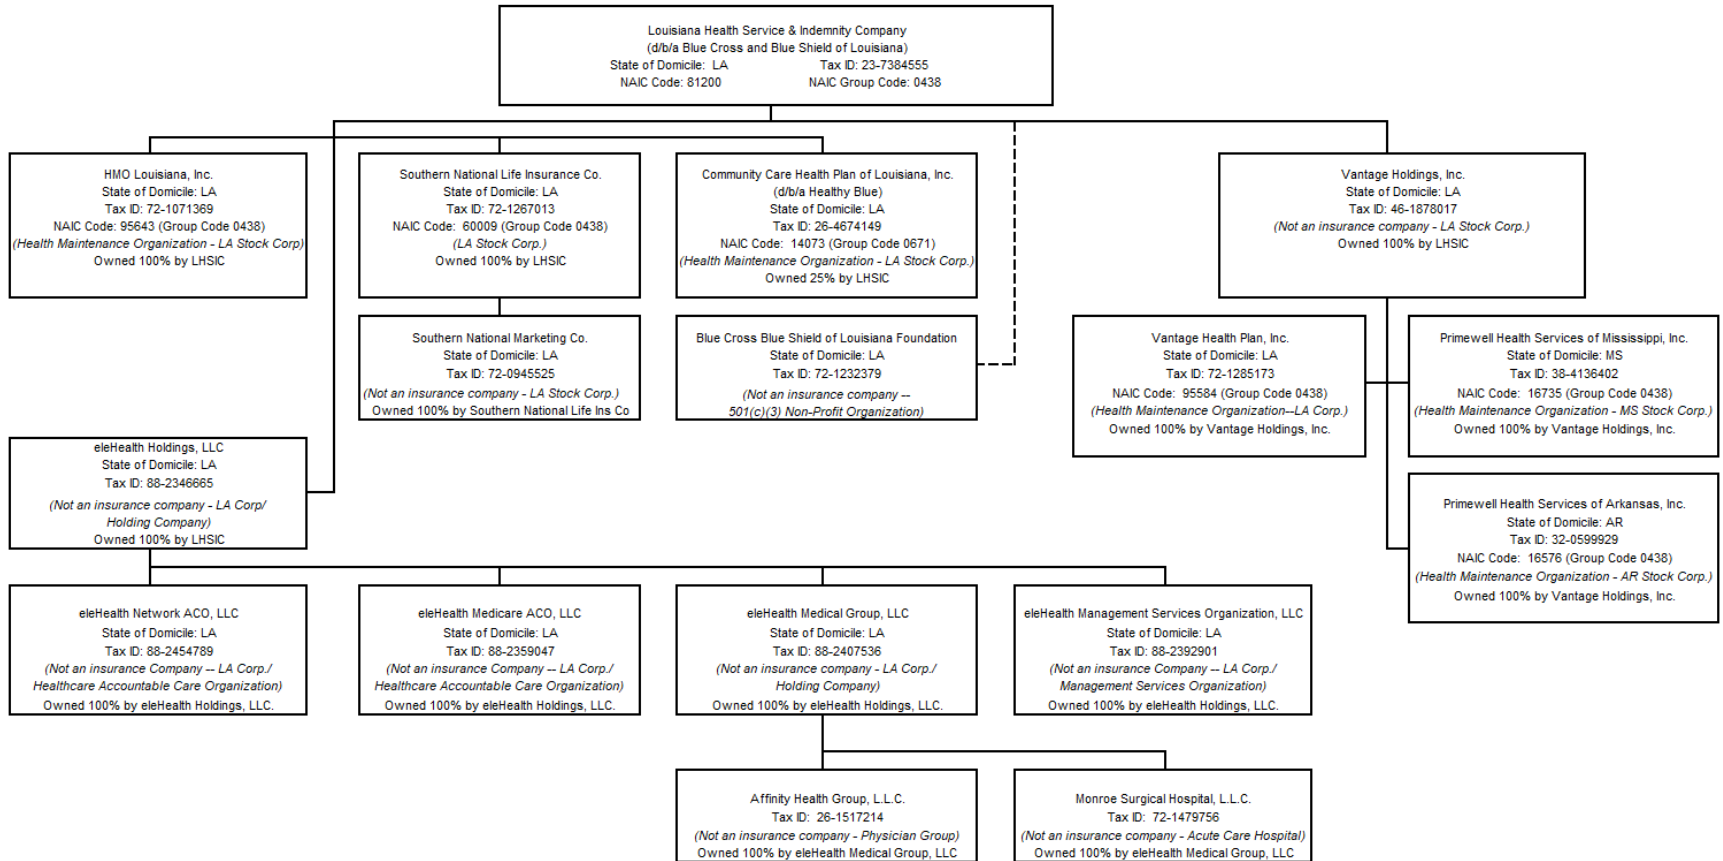 Louisiana Health Service & Indemnity Company
(d/b/a Blue Cross and Blue Shield of Louisiana)
State of Domicile: LA Tax ID: 23-7384555
NAIC Code: 81200 NAIC Group Code: 0438
HMO Louisiana, Inc.
State of Domicile: LA
Tax ID: 72-1071369
NAIC Code: 95643 (Group Code 0438)
(Health Maintenance Organization - LA Stock Corp)
Owned 100% by LHSIC
Southern National Life Insurance Co.
State of Domicile: LA
Tax ID: 72-1267013
NAIC Code: 60009 (Group Code 0438)
(LA Stock Corp.)
Owned 100% by LHSIC
Community Care Health Plan of Louisiana, Inc.
(d/b/a Healthy Blue)
State of Domicile: LA
Tax ID: 26-4674149
NAIC Code: 14073 (Group Code 0671)
(Health Maintenance Organization - LA Stock Corp.)
Owned 25% by LHSIC
Vantage Holdings, Inc.
State of Domicile: LA
Tax ID: 46-1878017
(Not an insurance company - LA Stock Corp.)
Owned 100% by LHSIC
Southern National Marketing Co.
State of Domicile: LA
Tax ID: 72-0945525
(Not an insurance company - LA Stock Corp.)
Owned 100% by Southern National Life Ins Co
Blue Cross Blue Shield of Louisiana Foundation
State of Domicile: LA
Tax ID: 72-1232379
(Not an insurance company --
501(c)(3) Non-Profit Organization)
Vantage Health Plan, Inc.
State of Domicile: LA
Tax ID: 72-1285173
NAIC Code: 95584 (Group Code 0438)
(Health Maintenance Organization--LA Corp.)
Owned 100% by Vantage Holdings, Inc.
Primewell Health Services of Mississippi, Inc.
State of Domicile: MS
Tax ID: 38-4136402
NAIC Code: 16735 (Group Code 0438)
(Health Maintenance Organization - MS Stock Corp.)
Owned 100% by Vantage Holdings, Inc.
eleHealth Holdings, LLC
State of Domicile: LA
Tax ID: 88-2346665
(Not an insurance company - LA Corp/
Holding Company)
Owned 100% by LHSIC
Primewell Health Services of Arkansas, Inc.
State of Domicile: AR
Tax ID: 32-0599929
NAIC Code: 16576 (Group Code 0438)
(Health Maintenance Organization - AR Stock Corp.)
Owned 100% by Vantage Holdings, Inc.
eleHealth Network ACO, LLC
State of Domicile: LA
Tax ID: 88-2454789
(Not an insurance Company -- LA Corp./
Healthcare Accountable Care Organization)
Owned 100% by eleHealth Holdings, LLC.
eleHealth Medicare ACO, LLC
State of Domicile: LA
Tax ID: 88-2359047
(Not an insurance Company -- LA Corp./
Healthcare Accountable Care Organization)
Owned 100% by eleHealth Holdings, LLC.
eleHealth Medical Group, LLC
State of Domicile: LA
Tax ID: 88-2407536
(Not an insurance company - LA Corp./
Holding Company)
Owned 100% by eleHealth Holdings, LLC.
eleHealth Management Services Organization, LLC
State of Domicile: LA
Tax ID: 88-2392901
(Not an insurance Company -- LA Corp./
Management Services Organization)
Owned 100% by eleHealth Holdings, LLC.
Affinity Health Group, L.L.C.
Tax ID: 26-1517214
(Not an insurance company - Physician Group)
Owned 100% by eleHealth Medical Group, LLC
Monroe Surgical Hospital, L.L.C.
Tax ID: 72-1479756
(Not an insurance company - Acute Care Hospital)
Owned 100% by eleHealth Medical Group, LLC